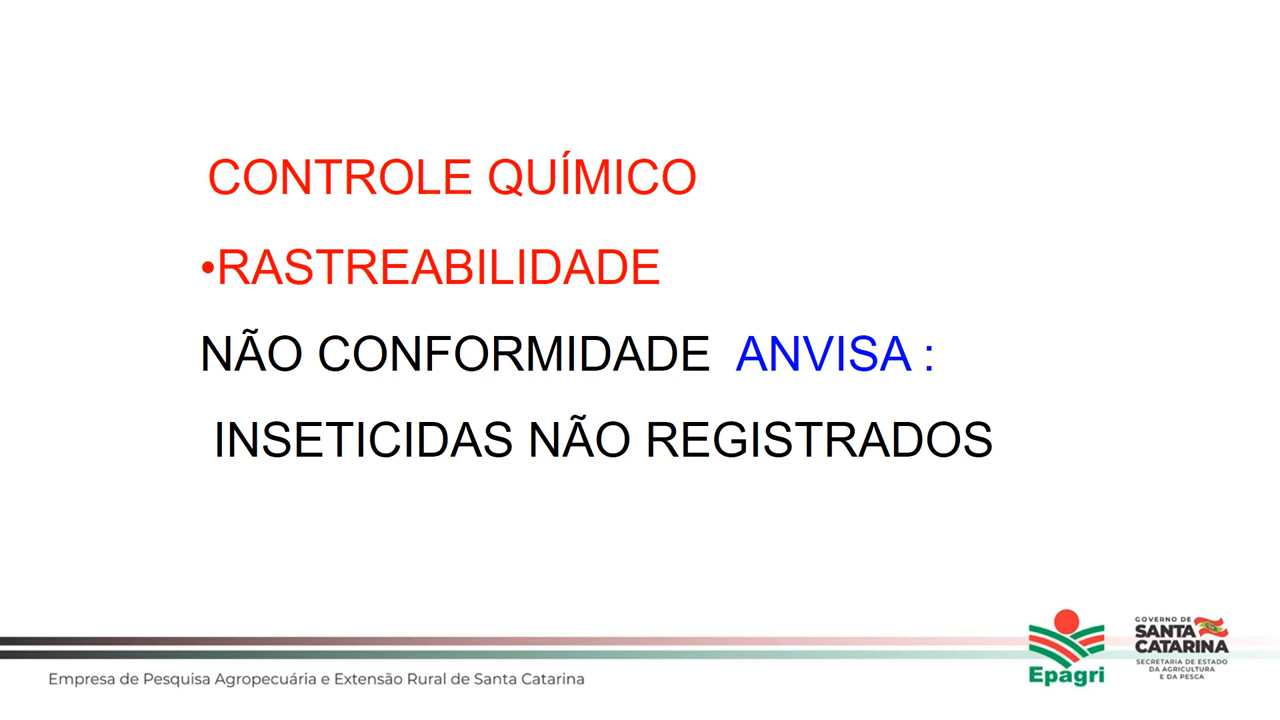 CONTROLE QUÍMICO
•RASTREABILIDADE
NÃO CONFORMIDADE ANVISA :
INSETICIDAS NÃO REGISTRADOS
Empresa de Pesquisa Agropecuária e Extensão Rural de Santa Catarina
Epagri
GOVERNO DE
SANTA
CATARINA
SECRETARIA DE ESTADO
DA AGRICULTURA
E DA PESCA